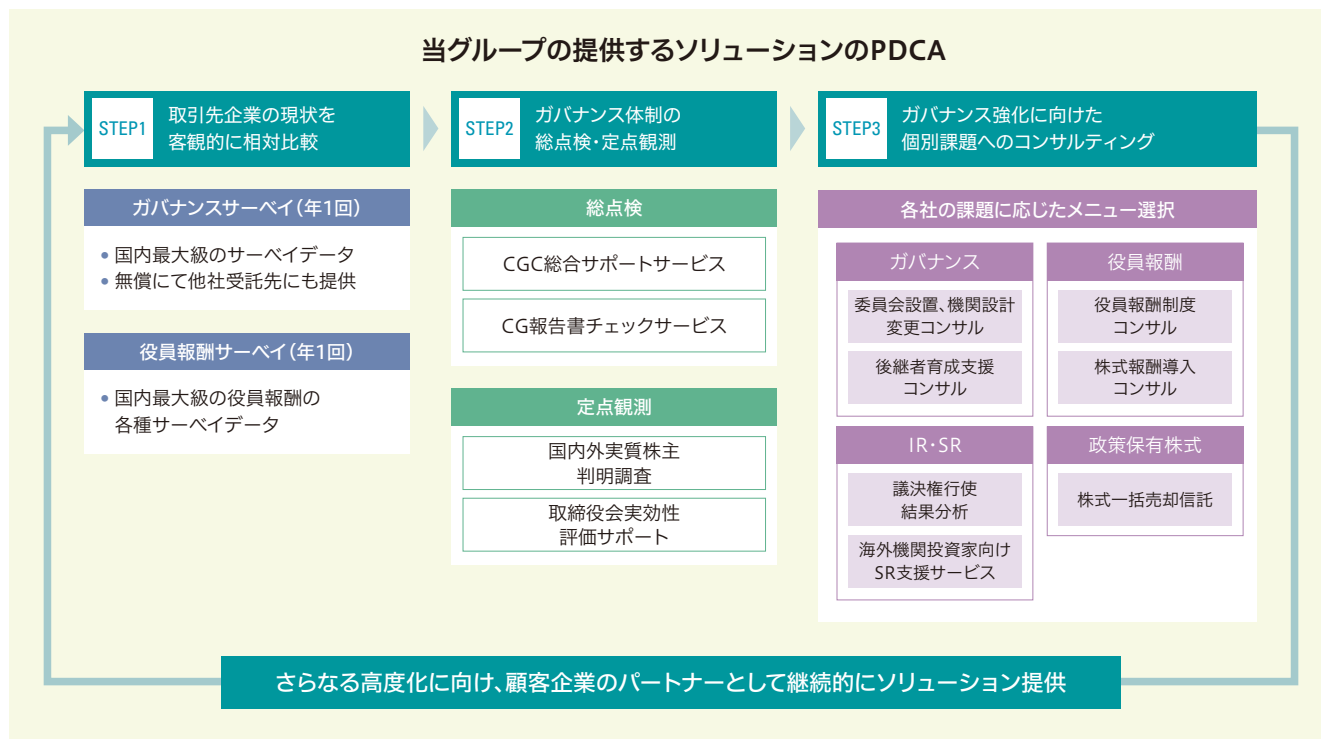 当グループの提供するソリューションのPDCA
STEP1
取引先企業の現状を
客観的に相対比較
ガバナンスサーベイ（年1回）
• 国内最大級のサーベイデータ
• 無償にて他社受託先にも提供
役員報酬サーベイ（年1回）
• 国内最大級の役員報酬の
各種サーベイデータ
STEP2
ガバナンス体制の
総点検・定点観測
総点検
CGC総合サポートサービス
CG報告書チェックサービス
定点観測
国内外実質株主
判明調査
取締役会実効性
評価サポート
STEP3
ガバナンス強化に向けた
個別課題へのコンサルティング
各社の課題に応じたメニュー選択
ガバナンス
委員会設置、機関設計
変更コンサル
後継者育成支援
コンサル
役員報酬
役員報酬制度
コンサル
株式報酬導入
コンサル
IR・SR
議決権行使
結果分析
海外機関投資家向け
SR支援サービス
政策保有株式
株式一括売却信託
さらなる高度化に向け、顧客企業のパートナーとして継続的にソリューション提供